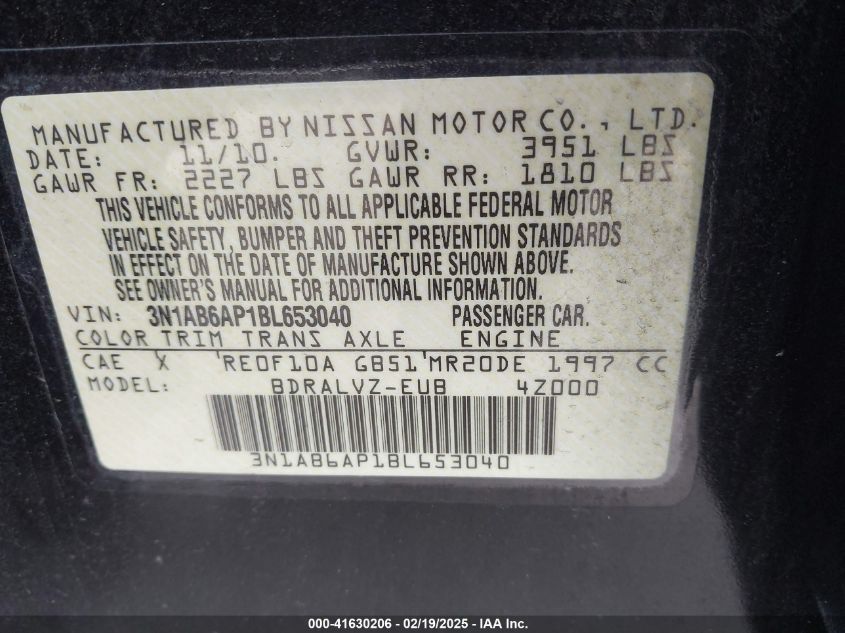 MANUFACTURED BY NISSAN MOTOR CO., LTD.
DATE: 11/10. GVWR: 3951 LBS
GAWR FR: 2227 LBS GAWR RR: 1810 LBS
THIS VEHICLE CONFORMS TO ALL APPLICABLE FEDERAL MOTOR
VEHICLE SAFETY, BUMPER AND THEFT PREVENTION STANDARDS
IN EFFECT ON THE DATE OF MANUFACTURE SHOWN ABOVE.
SEE OWNER'S MANUAL FOR ADDITIONAL INFORMATION.
VIN: 3N1AB6AP1BL653040 PASSENGER CAR.
COLOR TRIM TRANS AXLE ENGINE
CAE X 'RE0F10A GB51'MR20DE 1997 CC
MODEL: BDRALVZ-EUB 4Z000
3N1AB6AP1BL653040
000-41630206 - 02/19/2025 - IAA Inc.